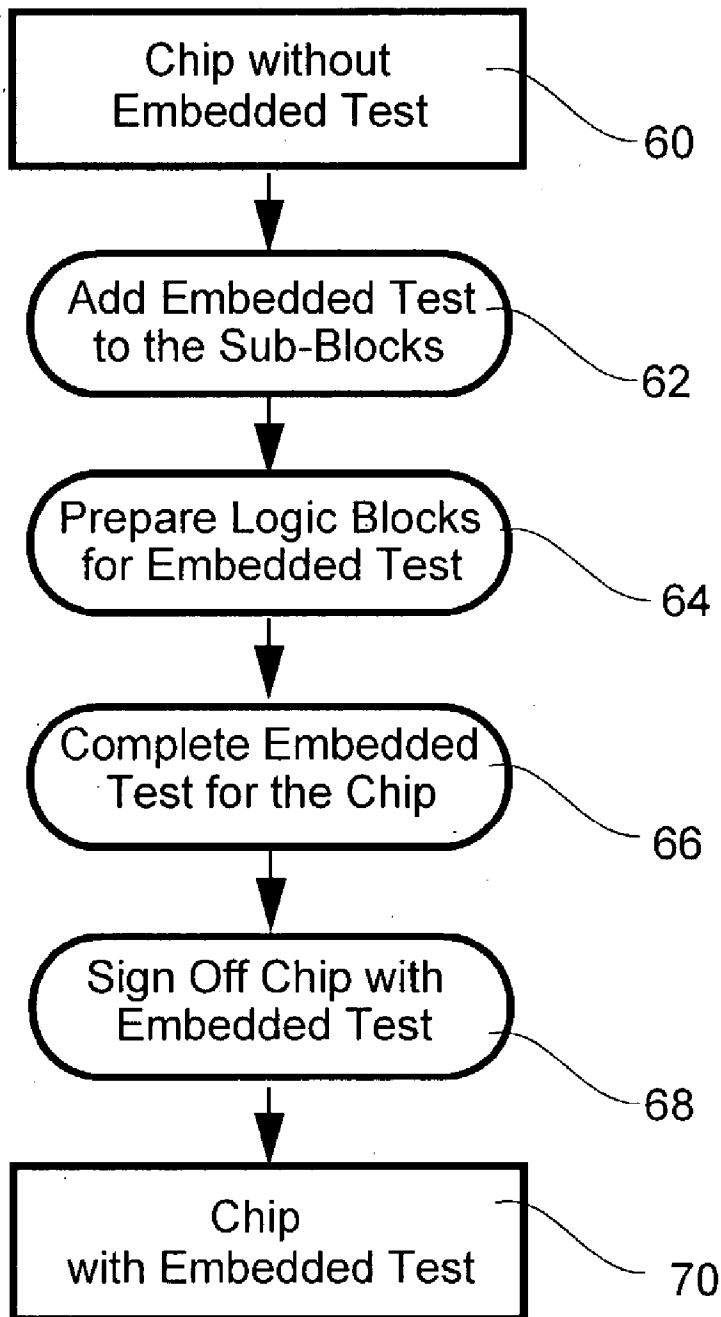 Chip without
Embedded Test
60
Add Embedded Test
to the Sub-Blocks
62
Prepare Logic Blocks
for Embedded Test
64
Complete Embedded
Test for the Chip
66
Sign Off Chip with
Embedded Test
68
Chip
with Embedded Test
70